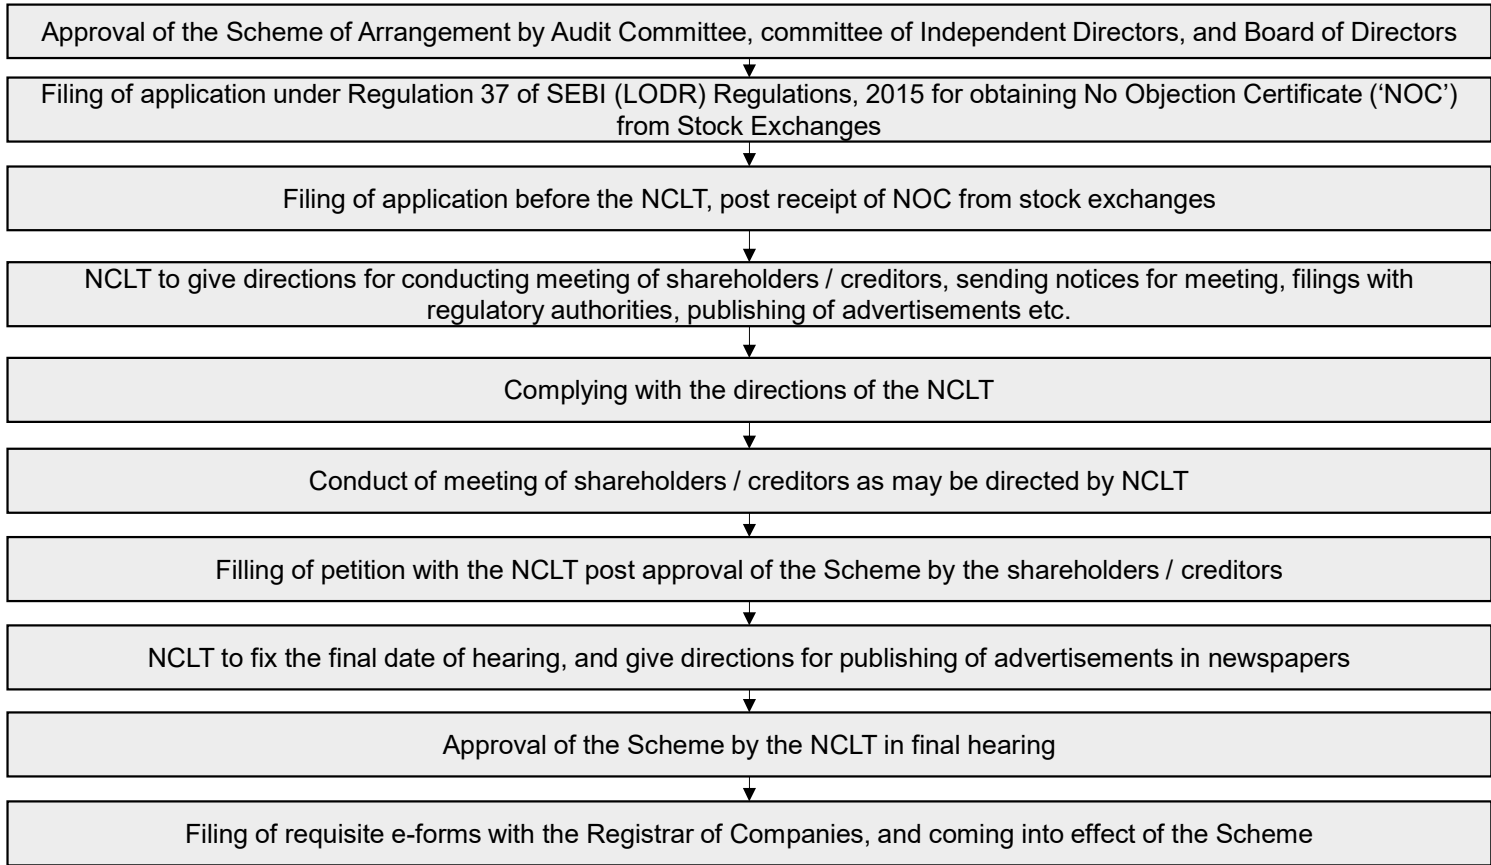 Approval of the Scheme of Arrangement by Audit Committee, committee of Independent Directors, and Board of Directors
Filing of application under Regulation 37 of SEBI (LODR) Regulations, 2015 for obtaining No Objection Certificate (‘NOC’)
from Stock Exchanges
Filing of application before the NCLT, post receipt of NOC from stock exchanges
NCLT to give directions for conducting meeting of shareholders / creditors, sending notices for meeting, filings with
regulatory authorities, publishing of advertisements etc.
Complying with the directions of the NCLT
Conduct of meeting of shareholders / creditors as may be directed by NCLT
Filling of petition with the NCLT post approval of the Scheme by the shareholders / creditors
NCLT to fix the final date of hearing, and give directions for publishing of advertisements in newspapers
Approval of the Scheme by the NCLT in final hearing
Filing of requisite e-forms with the Registrar of Companies, and coming into effect of the Scheme